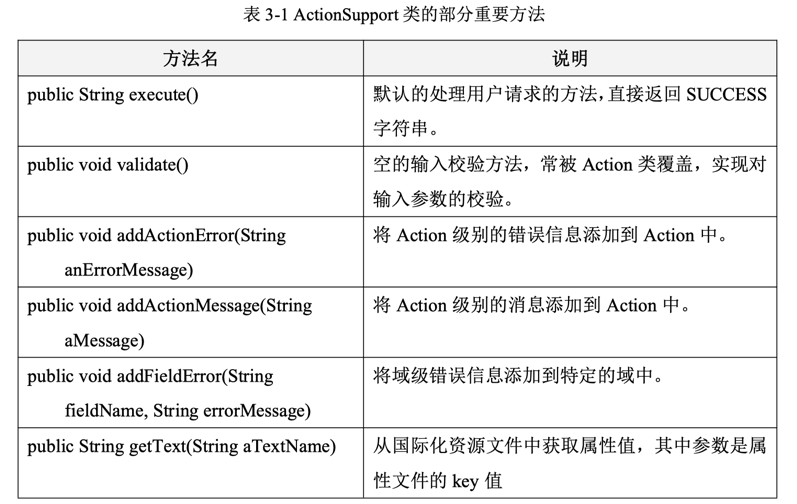 表 3-1 ActionSupport 类的部分重要方法
方法名
说明
public String execute()
默认的处理用户请求的方法，直接返回 SUCCESS
字符串。
public void validate()
空的输入校验方法，常被 Action 类覆盖，实现对
输入参数的校验。
public void addActionError(String
anErrorMessage)
将 Action 级别的错误信息添加到 Action 中。
public void addActionMessage(String
aMessage)
将 Action 级别的消息添加到 Action 中。
public void addFieldError(String
fieldName, String errorMessage)
将域级错误信息添加到特定的域中。
public String getText(String aTextName)
从国际化资源文件中获取属性值，其中参数是属
性文件的 key 值